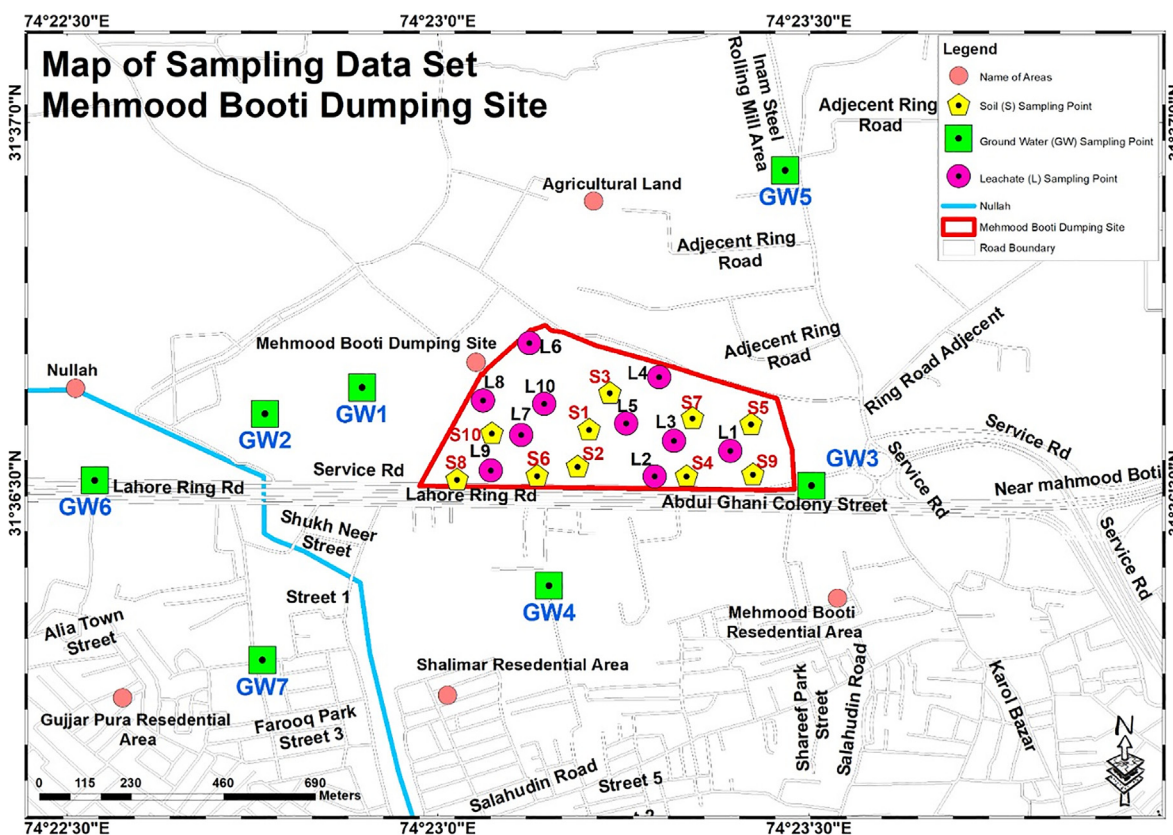 74°22'30"E
74°23'0"E
74°23'30"E
Map of Sampling Data Set
Mehmood Booti Dumping Site
Legend
Name of Areas
Soil (S) Sampling Point
Ground Water (GW) Sampling Point
Leachate (L) Sampling Point
Nullah
Mehmood Booti Dumping Site
Road Boundary
31°37'0"N
Inam Steel
Rolling Mill Area
Adjecent Ring
Road
GW5
Agricultural Land
Adjecent Ring
Road
Adjecent Ring
Road
Ring Road Adjecent
Mehmood Booti Dumping Site
L6
Nullah
L4
S3
L8
L10
GW1
GW2
S1
L5
S7
S5
L7
L3
L1
S10
L9
S2
S8
S6
L2
S4
S9
GW3
Service Rd
Service Rd
Service Rd
Service Rd
31°36'30"N
GW6
Lahore Ring Rd
Lahore Ring Rd
Abdul Ghani Colony Street
Near mahmood Boti
Shukh Neer
Street
Street 1
GW4
Mehmood Booti
Resedential Area
Alia Town
Street
GW7
Shalimar Resedential Area
Gujjar Pura Resedential
Area
Farooq Park
Street 3
Shareef Park
Street
Salahudin Road
Karol Bazar
N
0 115 230 460 690
Meters
Salahudin Road
Street 5
74°22'30"E
74°23'0"E
74°23'30"E